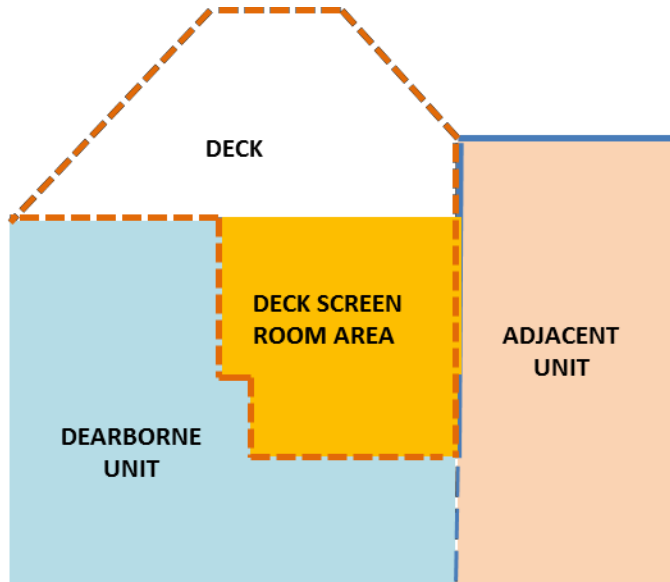 DECK
DECK SCREEN
ROOM AREA
ADJACENT
UNIT
DEARBORNE
UNIT